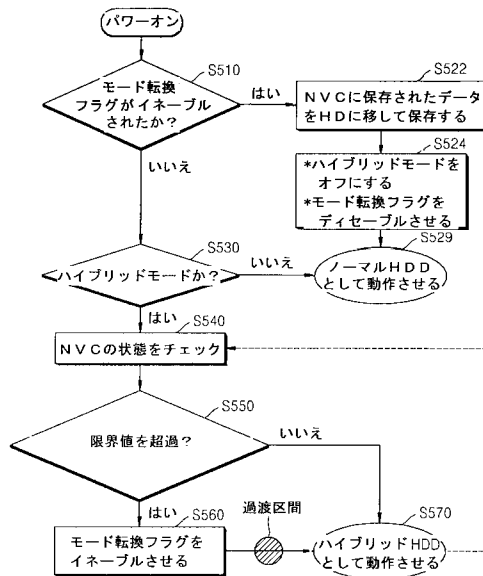 パワーオン
S510
モード転換
フラグがイネーブル
されたか？
はい
いいえ
S522
NVCに保存されたデータ
をHDに移して保存する
S524
*ハイブリッドモードを
オフにする
*モード転換フラグを
ディセーブルさせる
S529
ノーマルHDD
として動作させる
S530
ハイブリッドモードか？
いいえ
はい
S540
NVCの状態をチェック
S550
限界値を超過？
いいえ
はい
S560
モード転換フラグを
イネーブルさせる
過渡区間
S570
ハイブリッドHDD
として動作させる